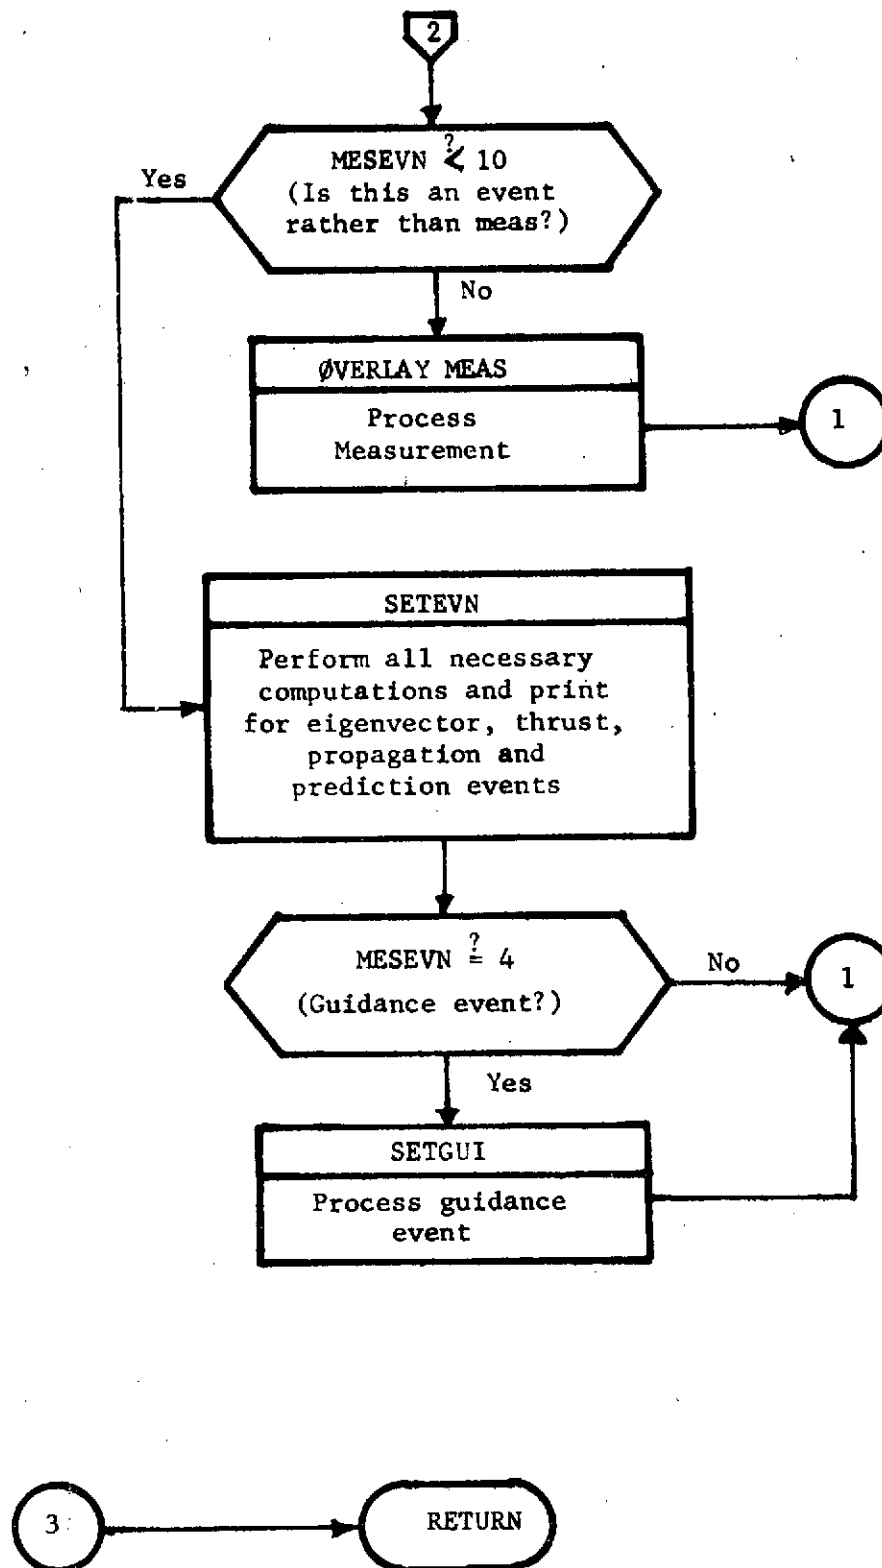 2
MESEVN ?< 10
(Is this an event
rather than meas?)
Yes
No
ØVERLAY MEAS
Process
Measurement
1
SETEVN
Perform all necessary
computations and print
for eigenvector, thrust,
propagation and
prediction events
MESEVN ?= 4
(Guidance event?)
No
1
Yes
SETGUI
Process guidance
event
3
RETURN